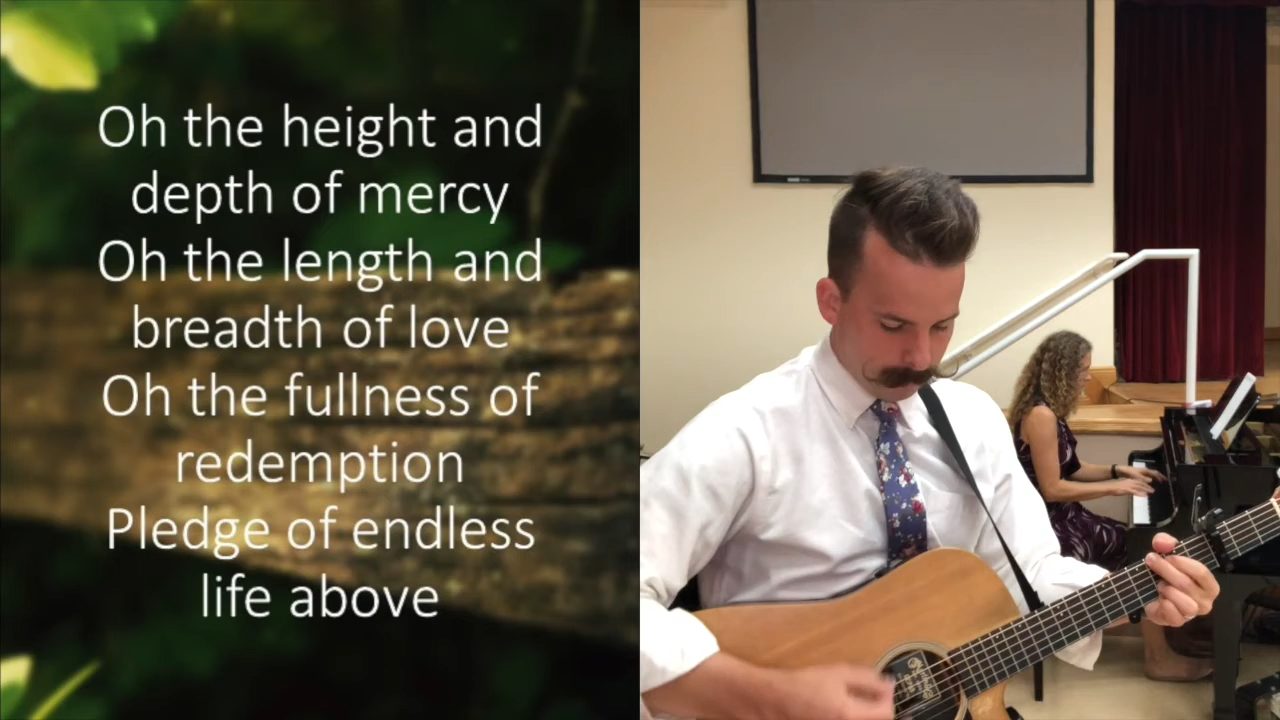 Oh the height and
depth of mercy
Oh the length and
breadth of love
Oh the fullness of
redemption
Pledge of endless
life above